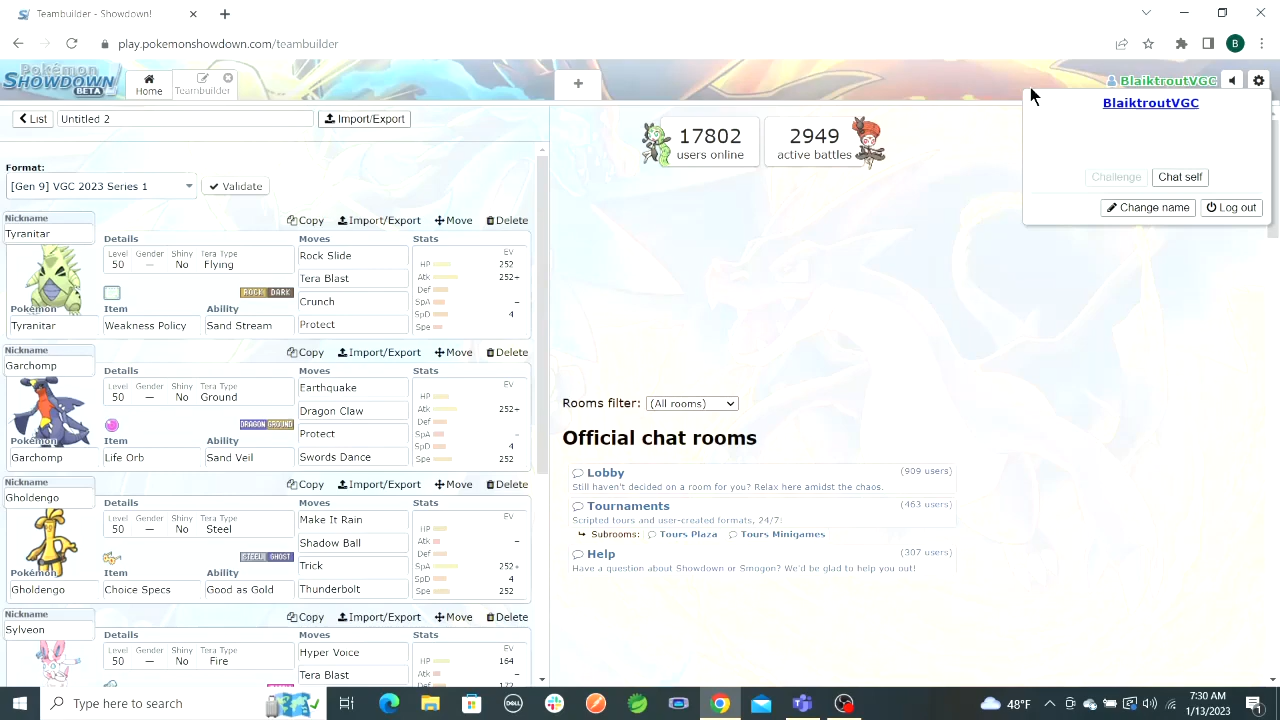 play.pokemonshowdown.com/teambuilder
B
Pokémon
SHOWDOWN
BETA
Home
Teambuilder
+
BlaiktroutVGC
BlaiktroutVGC
Challenge Chat self
Change name Log out
List Untitled 2 Import/Export
Format:
[Gen 9] VGC 2023 Series 1 Validate
Nickname
Tyranitar
Copy Import/Export Move Delete
Details Moves Stats
Level Gender Shiny Tera Type
50 — No Flying
Rock Slide
Tera Blast
Crunch
Protect
EV
HP 252
Atk 252+
Def
SpA –
SpD 4
Spe
ROCK DARK
Pokémon Item Ability
Tyranitar Weakness Policy Sand Stream
Nickname
Garchomp
Copy Import/Export Move Delete
Details Moves Stats
Level Gender Shiny Tera Type
50 — No Ground
Earthquake
Dragon Claw
Protect
Swords Dance
EV
HP
Atk 252+
Def
SpA –
SpD 4
Spe 252
DRAGON GROUND
Pokémon Item Ability
Garchomp Life Orb Sand Veil
Nickname
Gholdengo
Copy Import/Export Move Delete
Details Moves Stats
Level Gender Shiny Tera Type
50 — No Steel
Make It Rain
Shadow Ball
Trick
Thunderbolt
EV
HP
Atk –
Def
SpA 252+
SpD 4
Spe 252
STEEL GHOST
Pokémon Item Ability
Gholdengo Choice Specs Good as Gold
Nickname
Sylveon
Copy Import/Export Move Delete
Details Moves Stats
Level Gender Shiny Tera Type
50 — No Fire
Hyper Voice
Tera Blast
EV
HP 164
Atk –
Def
17802
users online
2949
active battles
Rooms filter: (All rooms)
Official chat rooms
Lobby (909 users)
Still haven't decided on a room for you? Relax here amidst the chaos.
Tournaments (463 users)
Scripted tours and user-created formats, 24/7:
Subrooms: Tours Plaza Tours Minigames
Help (307 users)
Have a question about Showdown or Smogon? We'd be glad to help you out!
Type here to search
DELL
48°F
7:30 AM
1/13/2023